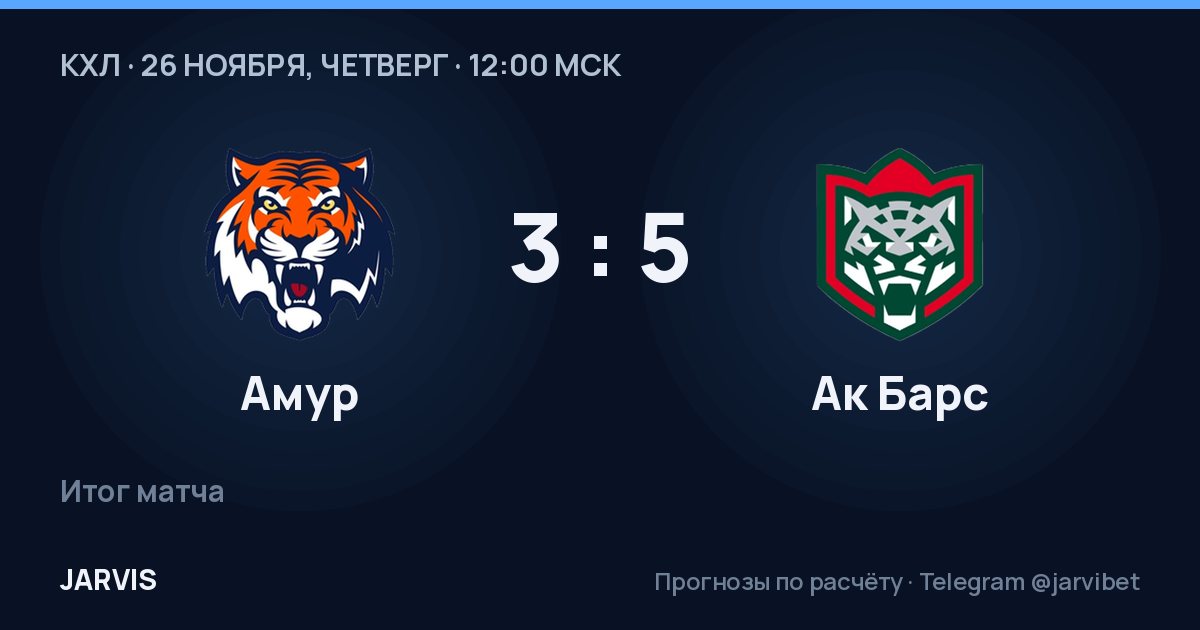 КХЛ · 26 НОЯБРЯ, ЧЕТВЕРГ · 12:00 МСК
3 : 5
Амур
Ак Барс
Итог матча
JARVIS
Прогнозы по расчёту · Telegram @jarvibet